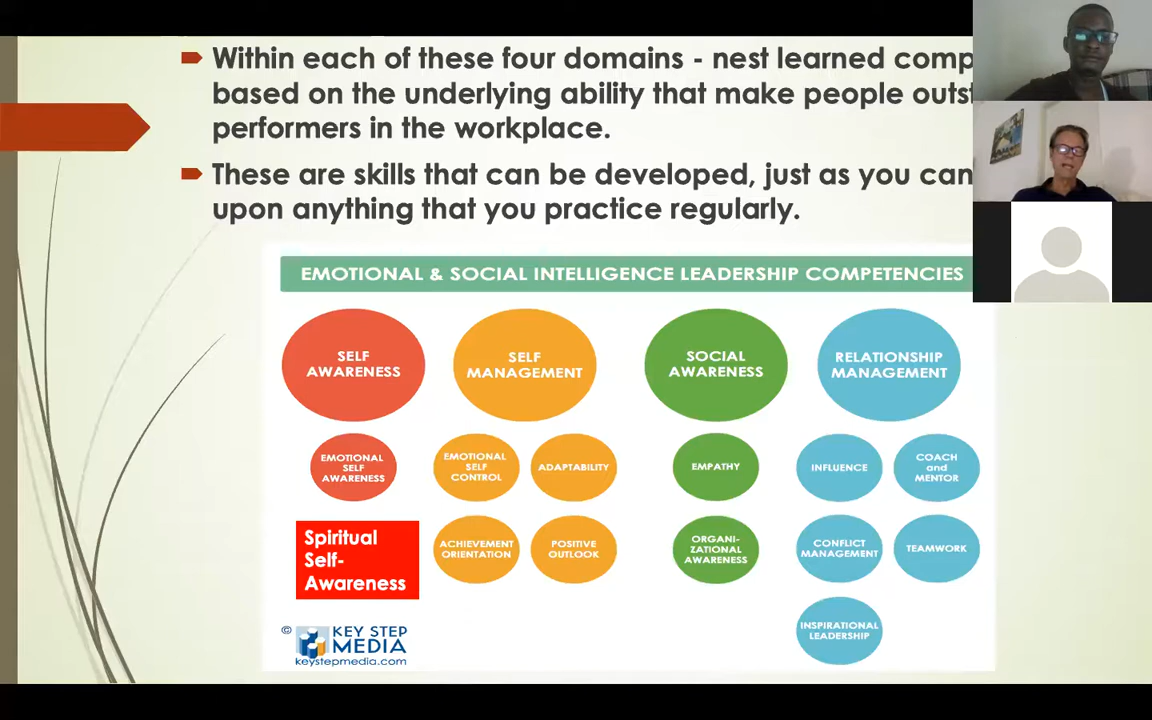 Within each of these four domains - nest learned
based on the underlying ability that make people
performers in the workplace.
These are skills that can be developed, just as you can
upon anything that you practice regularly.
EMOTIONAL & SOCIAL INTELLIGENCE LEADERSHIP COMPETENCIES
SELF
AWARENESS
SELF
MANAGEMENT
SOCIAL
AWARENESS
RELATIONSHIP
MANAGEMENT
EMOTIONAL
SELF
AWARENESS
EMOTIONAL
SELF
CONTROL
ADAPTABILITY
EMPATHY
INFLUENCE
COACH
and
MENTOR
Spiritual
Self-
Awareness
ACHIEVEMENT
ORIENTATION
POSITIVE
OUTLOOK
ORGANI-
ZATIONAL
AWARENESS
CONFLICT
MANAGEMENT
TEAMWORK
INSPIRATIONAL
LEADERSHIP
© KEY STEP
MEDIA
keystepmedia.com